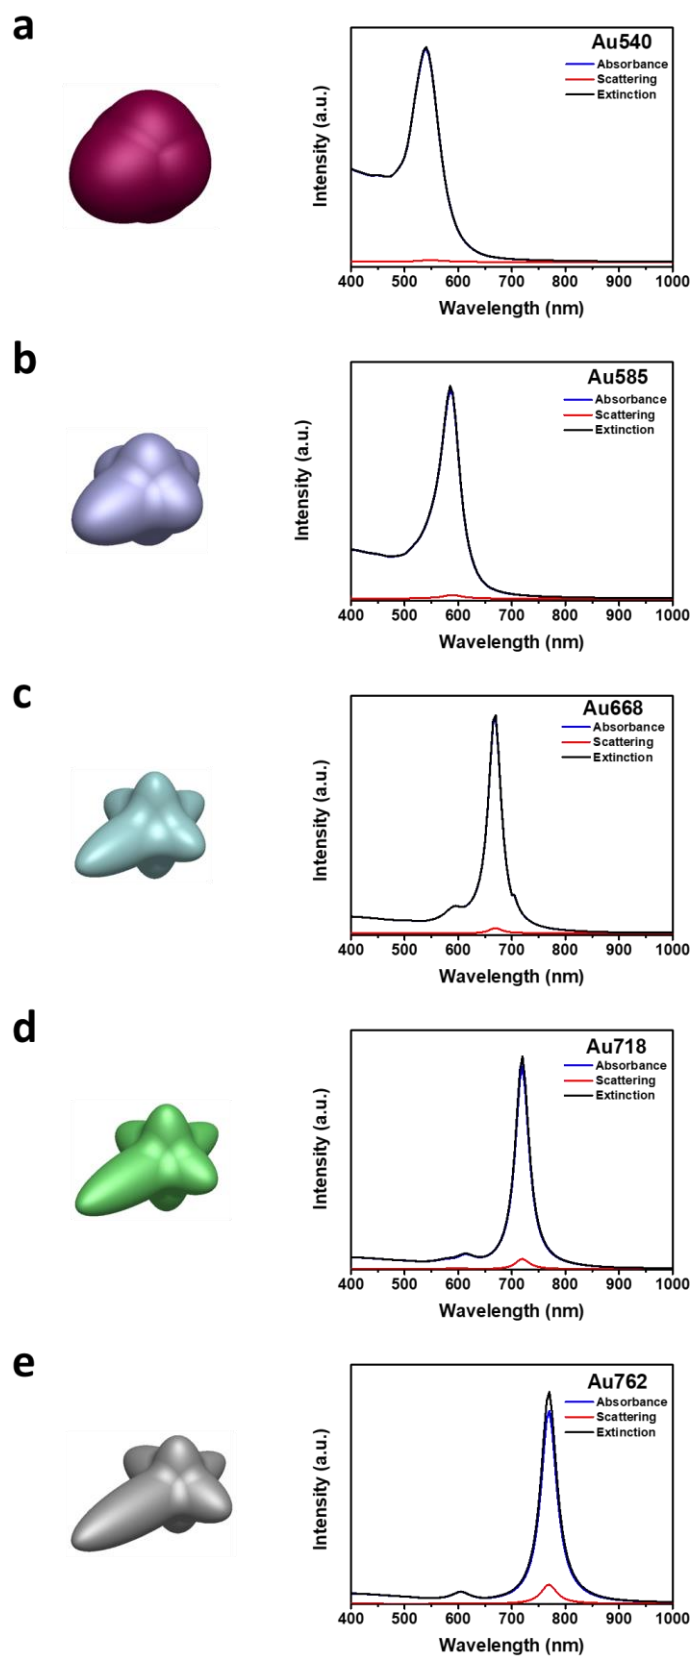 a
Au540
Absorbance
Scattering
Extinction
Intensity (a.u.)
400 500 600 700 800 900 1000
Wavelength (nm)
b
Au585
Absorbance
Scattering
Extinction
Intensity (a.u.)
400 500 600 700 800 900 1000
Wavelength (nm)
c
Au668
Absorbance
Scattering
Extinction
Intensity (a.u.)
400 500 600 700 800 900 1000
Wavelength (nm)
d
Au718
Absorbance
Scattering
Extinction
Intensity (a.u.)
400 500 600 700 800 900 1000
Wavelength (nm)
e
Au762
Absorbance
Scattering
Extinction
Intensity (a.u.)
400 500 600 700 800 900 1000
Wavelength (nm)